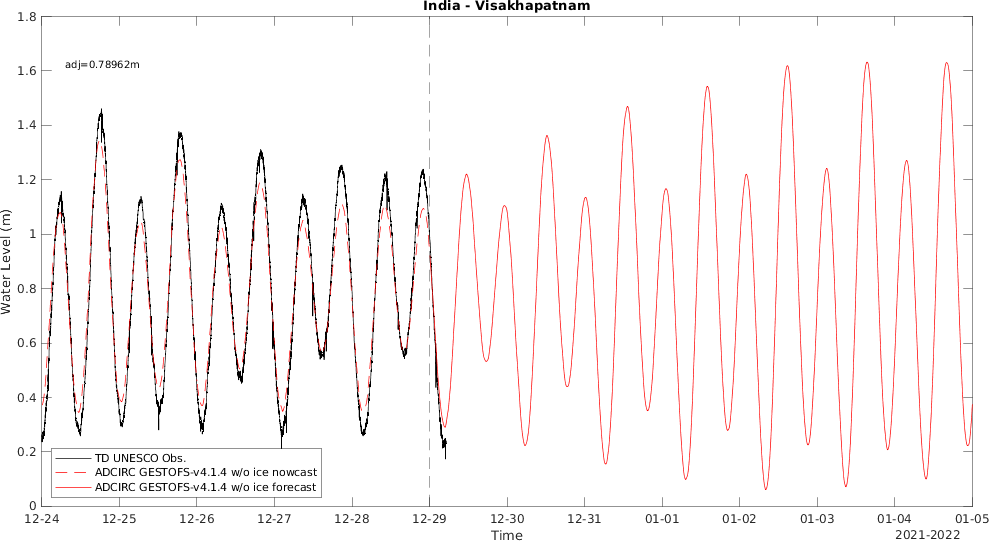 India - Visakhapatnam
1.8
1.6
1.4
1.2
1
0.8
0.6
0.4
0.2
0
Water Level (m)
adj=0.78962m
TD UNESCO Obs.
ADCIRC GESTOFS-v4.1.4 w/o ice nowcast
ADCIRC GESTOFS-v4.1.4 w/o ice forecast
12-24 12-25 12-26 12-27 12-28 12-29 12-30 12-31 01-01 01-02 01-03 01-04 01-05
Time
2021-2022